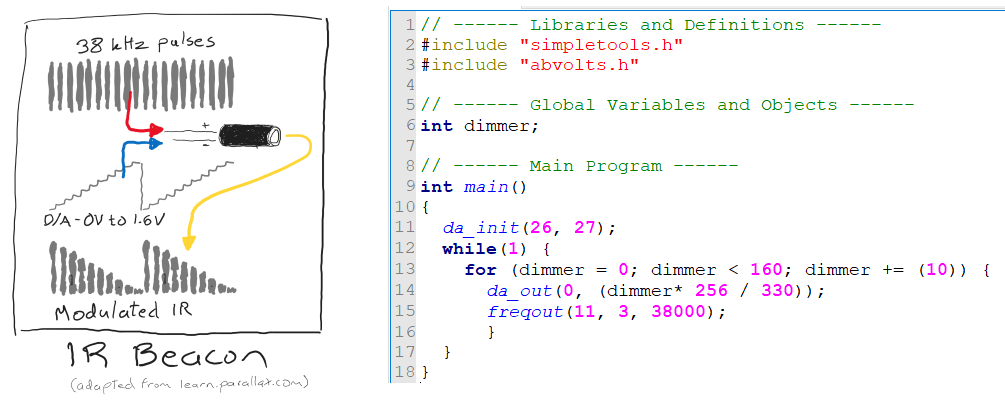 38 kHz pulses
+
-
D/A - 0V to 1.6V
Modulated IR
IR Beacon
(adapted from learn.parallax.com)
1 // ------ Libraries and Definitions ------
2 #include "simpletools.h"
3 #include "abvolts.h"
4
5 // ------ Global Variables and Objects ------
6 int dimmer;
7
8 // ------ Main Program ------
9 int main()
10 {
11   da_init(26, 27);
12   while(1) {
13     for (dimmer = 0; dimmer < 160; dimmer += (10)) {
14       da_out(0, (dimmer* 256 / 330));
15       freqout(11, 3, 38000);
16       }
17   }
18 }